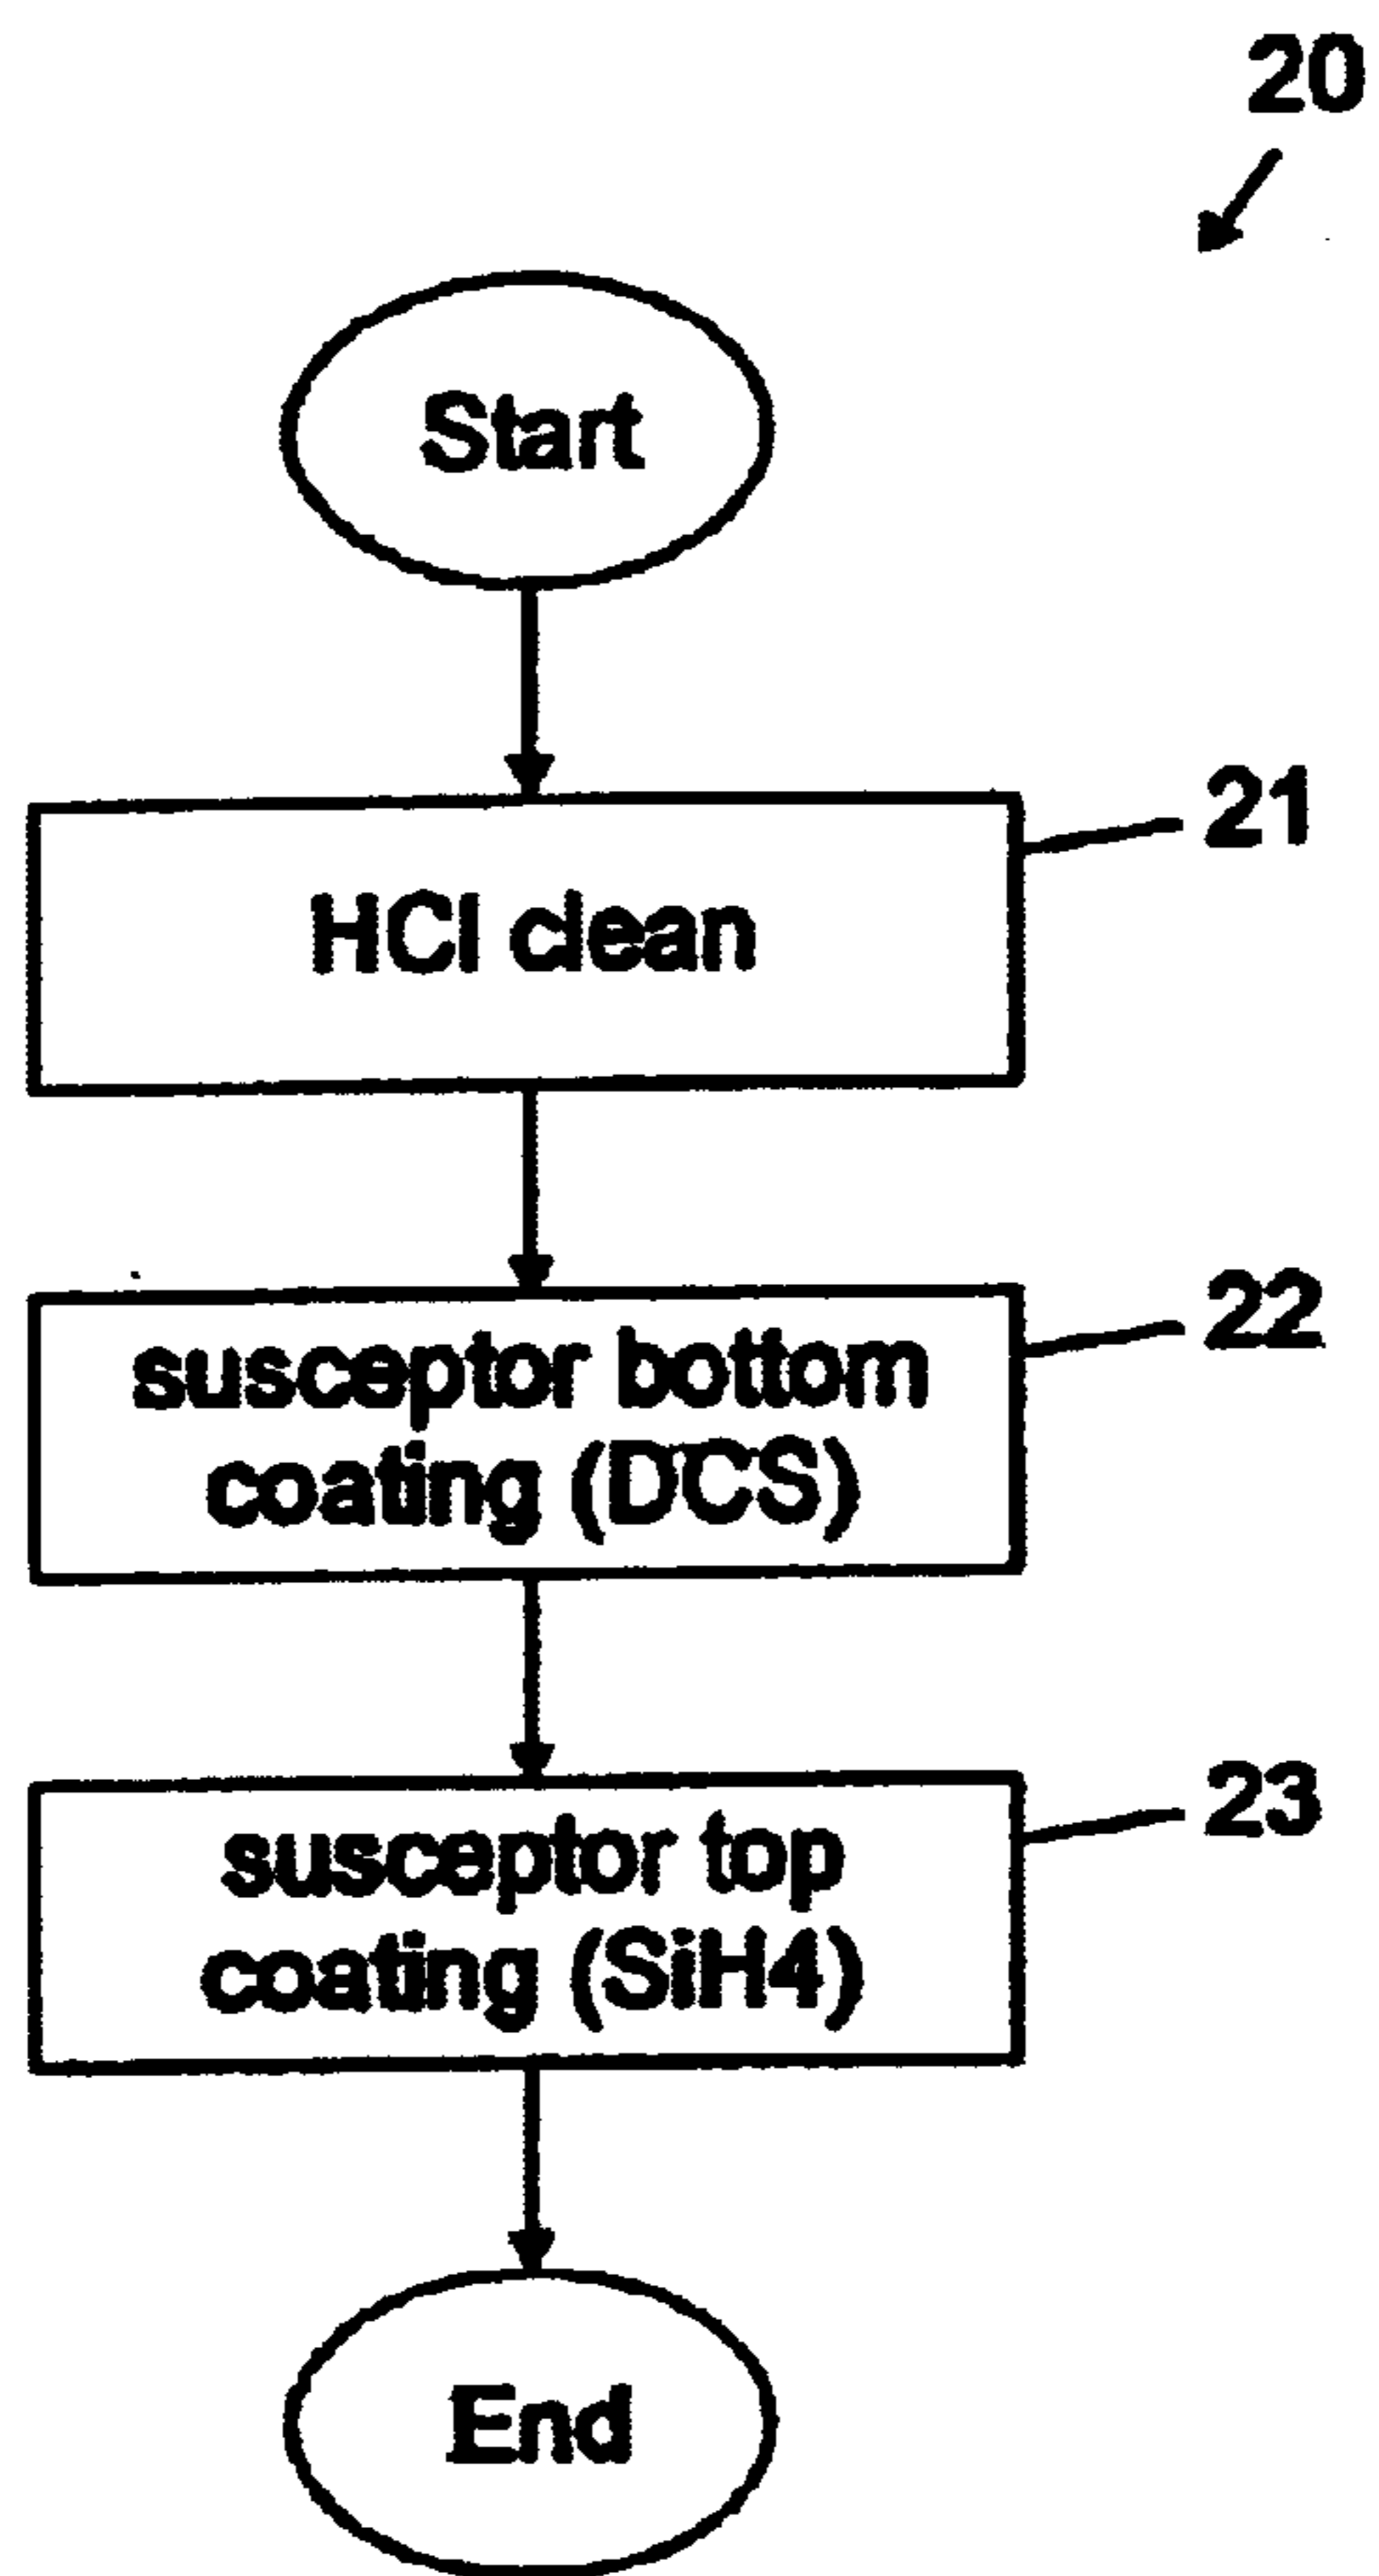 20
Start
HCl clean
21
susceptor bottom
coating (DCS)
22
susceptor top
coating (SiH4)
23
End